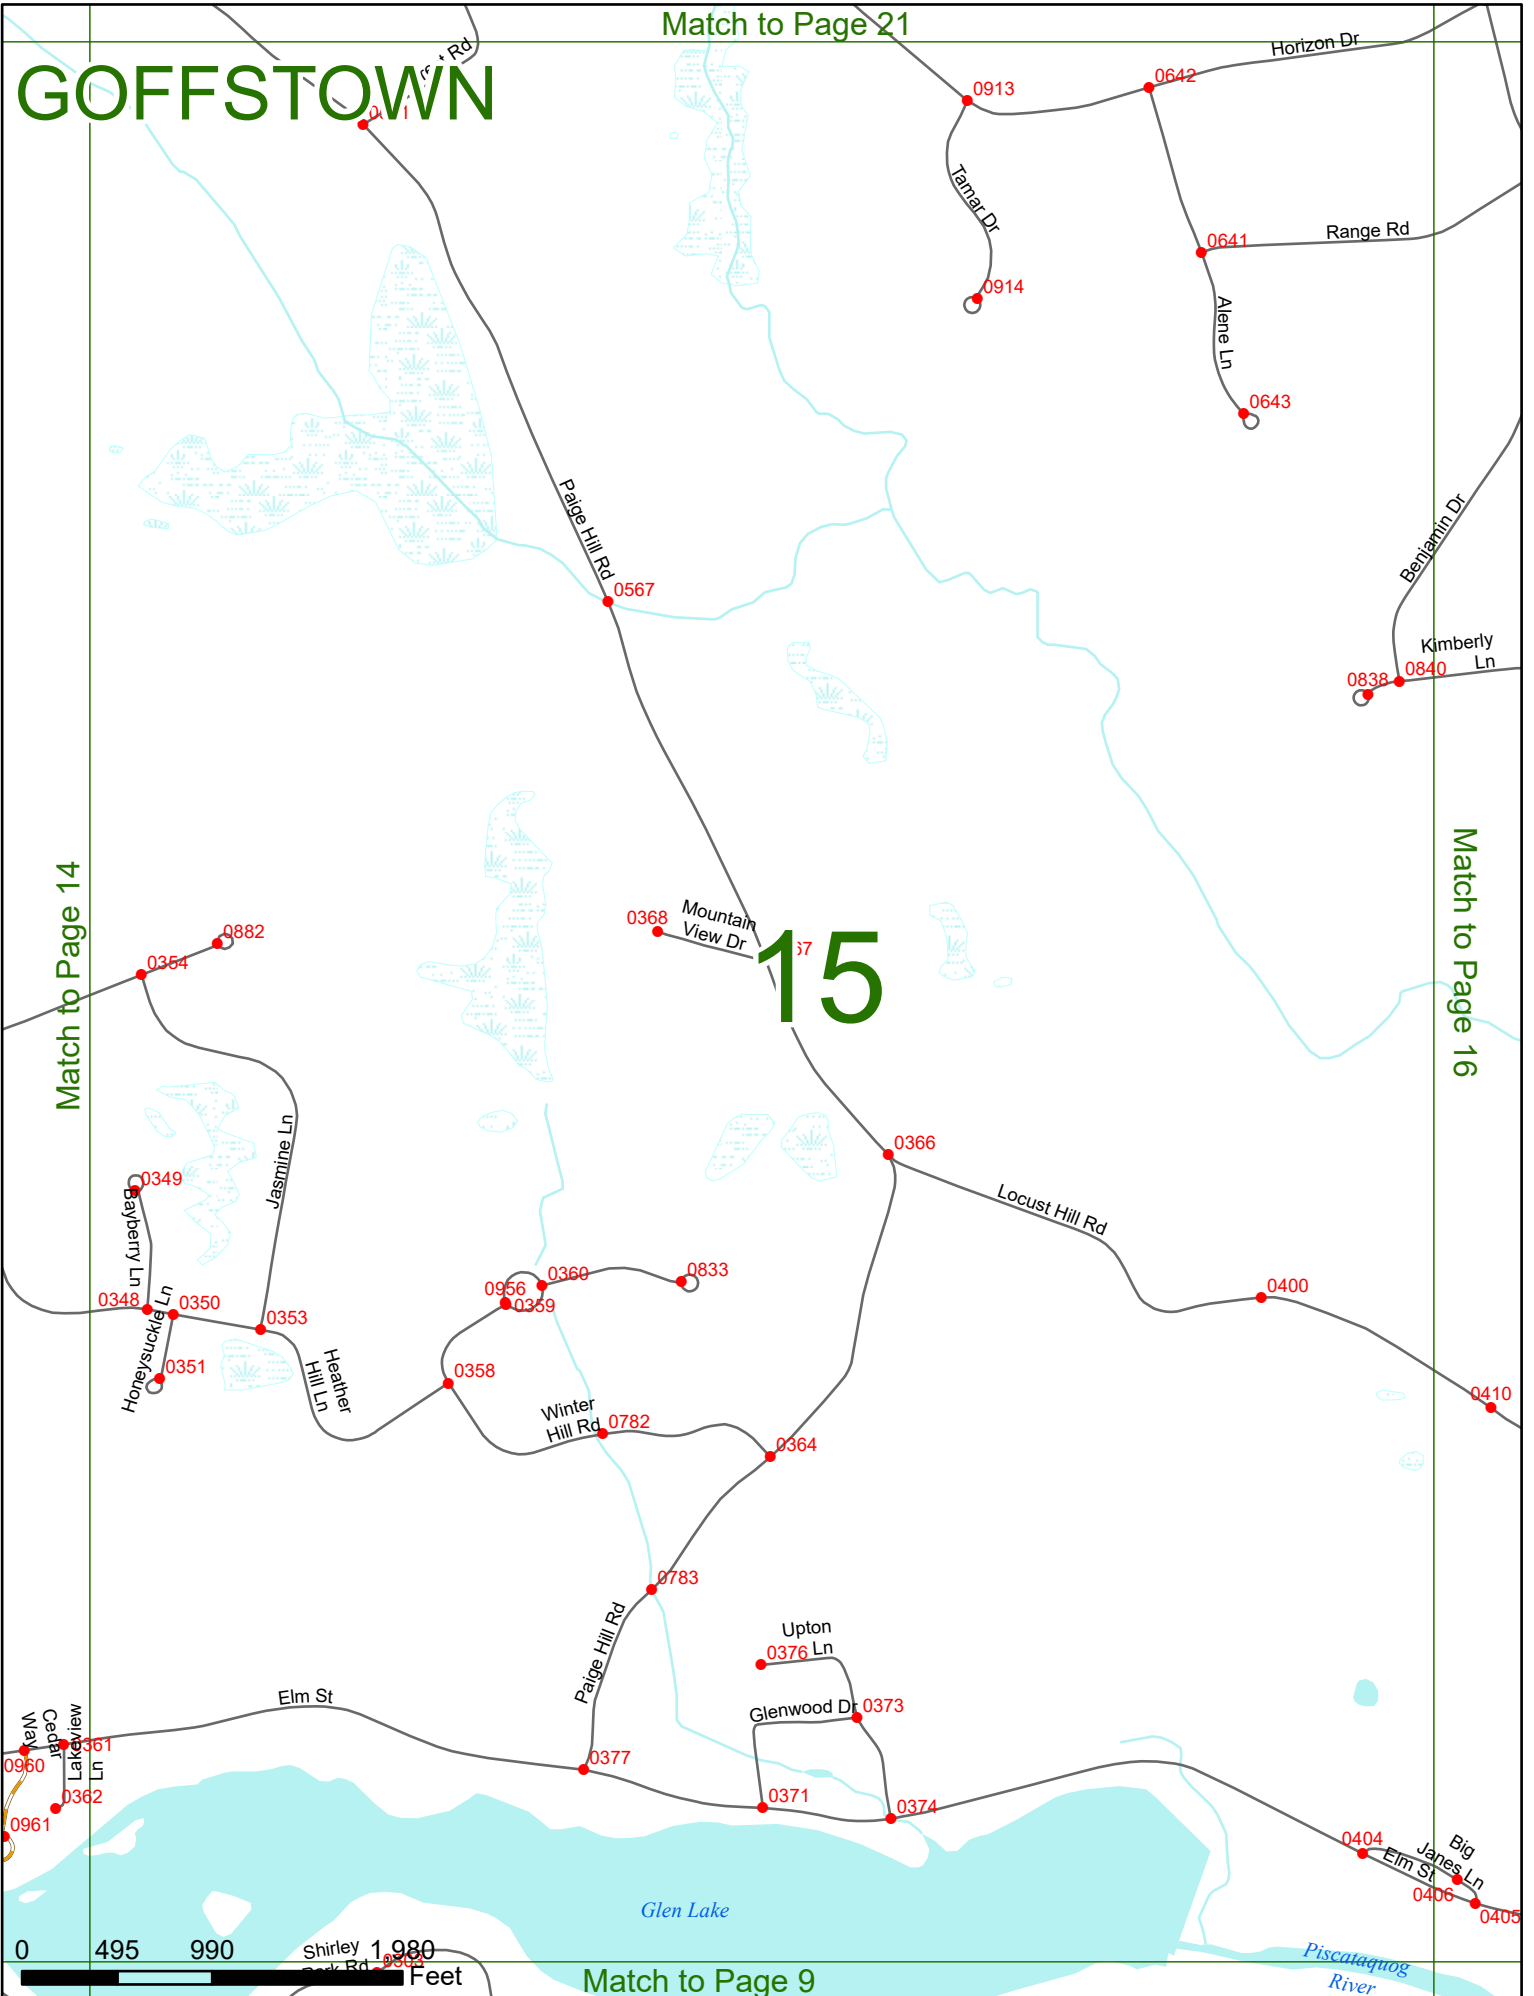 Match to Page 21
GOFFSTOWN
Horizon Dr
0913
0642
Tamar Dr
0641
Range Rd
0914
Alene Ln
0643
Paige Hill Rd
Benjamin Dr
0567
Kimberly
Ln
0838
0840
Match to Page 14
Match to Page 16
0368
Mountain
View Dr
15
0882
0354
Jasmine Ln
0366
0349
Bayberry Ln
Locust Hill Rd
0360
0833
0956
0359
0400
0348
0350
0353
Honeysuckle Ln
0351
Heather
Hill Ln
0358
0410
Winter
Hill Rd
0782
0364
0783
Paige Hill Rd
Upton
Ln
0376
Glenwood Dr
0373
Elm St
Cedar
Way
Lakeview
Ln
0361
0960
0362
0961
0377
0371
0374
0404
Big
Janes Ln
Elm St
0406
0405
Glen Lake
Piscataquog
River
Shirley
Park Rd
0303
0 495 990 1,980
Feet
Match to Page 9